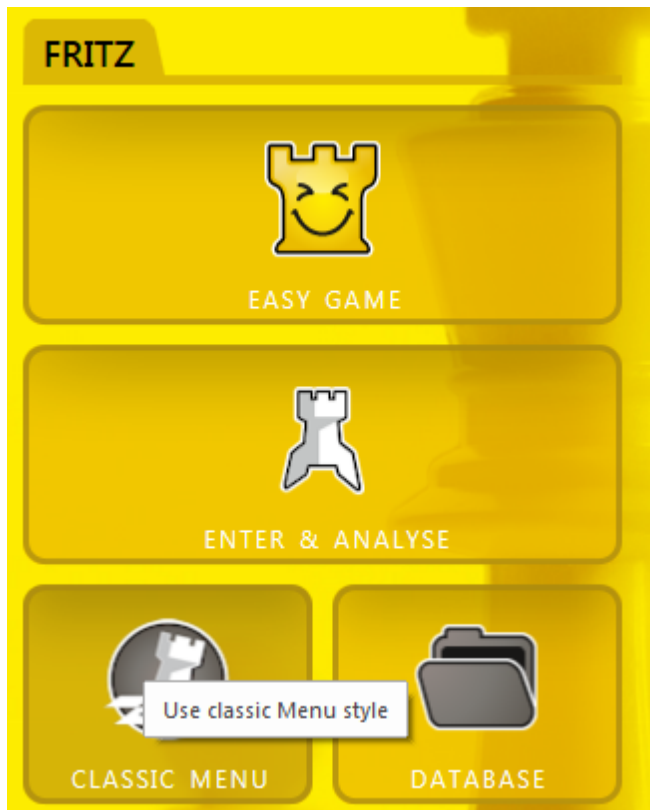 FRITZ
EASY GAME
ENTER & ANALYSE
Use classic Menu style
CLASSIC MENU
DATABASE